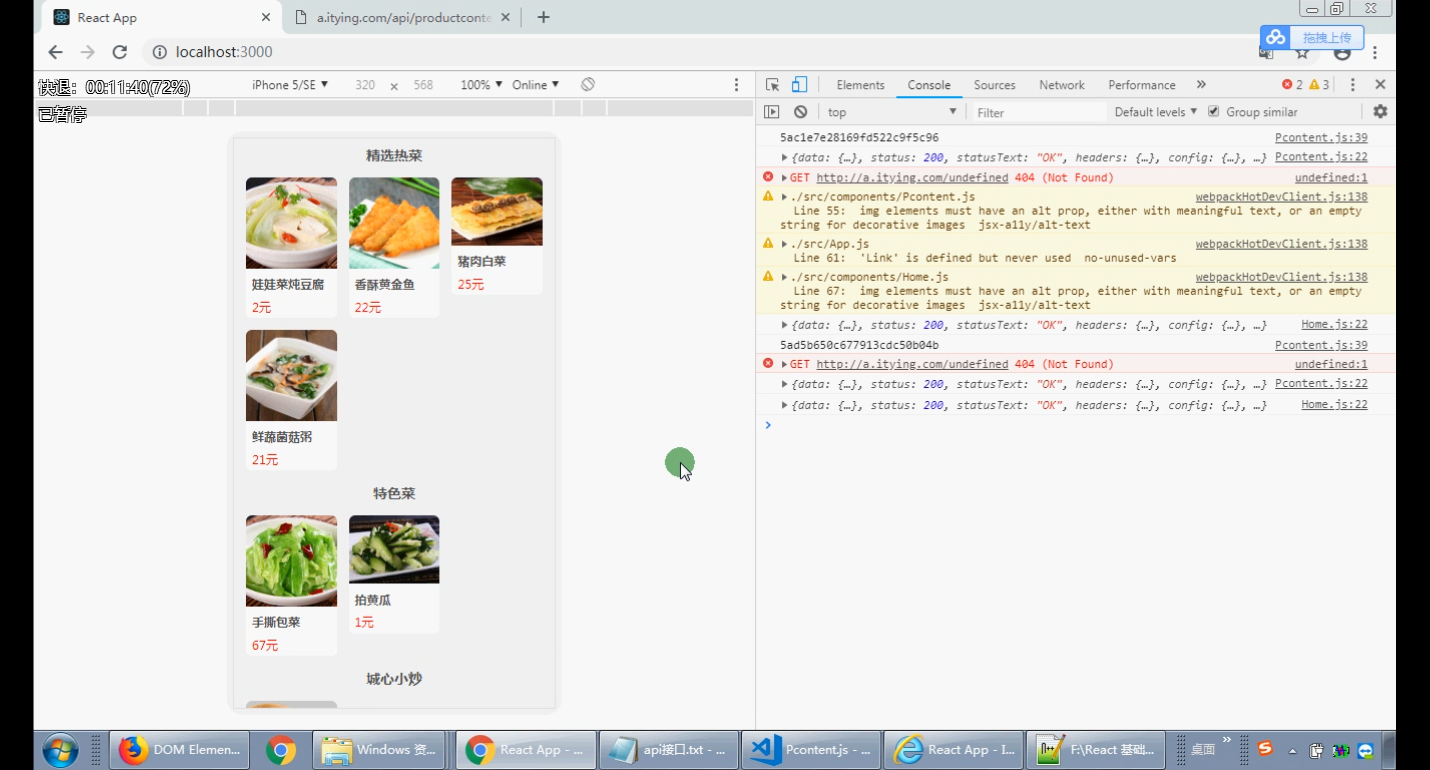 React App
a.itying.com/api/productconte
localhost:3000
拖拽上传
快退: 00:11:40(72%)
已暂停
iPhone 5/SE ▼ 320 × 568 100% ▼ Online ▼
Elements Console Sources Network Performance » 2 3
top ▼ Filter Default levels ▼ Group similar
精选热菜
娃娃菜炖豆腐
2元
香酥黄金鱼
22元
猪肉白菜
25元
鲜蔬菌菇粥
21元
特色菜
手撕包菜
67元
拍黄瓜
1元
城心小炒
5ac1e7e28169fd522c9f5c96 Pcontent.js:39
▶{data: {…}, status: 200, statusText: "OK", headers: {…}, config: {…}, …} Pcontent.js:22
▶GET http://a.itying.com/undefined 404 (Not Found) undefined:1
▶./src/components/Pcontent.js webpackHotDevClient.js:138
Line 55: img elements must have an alt prop, either with meaningful text, or an empty
string for decorative images jsx-a11y/alt-text
▶./src/App.js webpackHotDevClient.js:138
Line 61: 'Link' is defined but never used no-unused-vars
▶./src/components/Home.js webpackHotDevClient.js:138
Line 67: img elements must have an alt prop, either with meaningful text, or an empty
string for decorative images jsx-a11y/alt-text
▶{data: {…}, status: 200, statusText: "OK", headers: {…}, config: {…}, …} Home.js:22
5ad5b650c677913cdc50b04b Pcontent.js:39
▶GET http://a.itying.com/undefined 404 (Not Found) undefined:1
▶{data: {…}, status: 200, statusText: "OK", headers: {…}, config: {…}, …} Pcontent.js:22
▶{data: {…}, status: 200, statusText: "OK", headers: {…}, config: {…}, …} Home.js:22
DOM Elemen... Windows 资... React App - ... api接口.txt - ... Pcontent.js - ... React App - I... F:\React 基础... 桌面 »